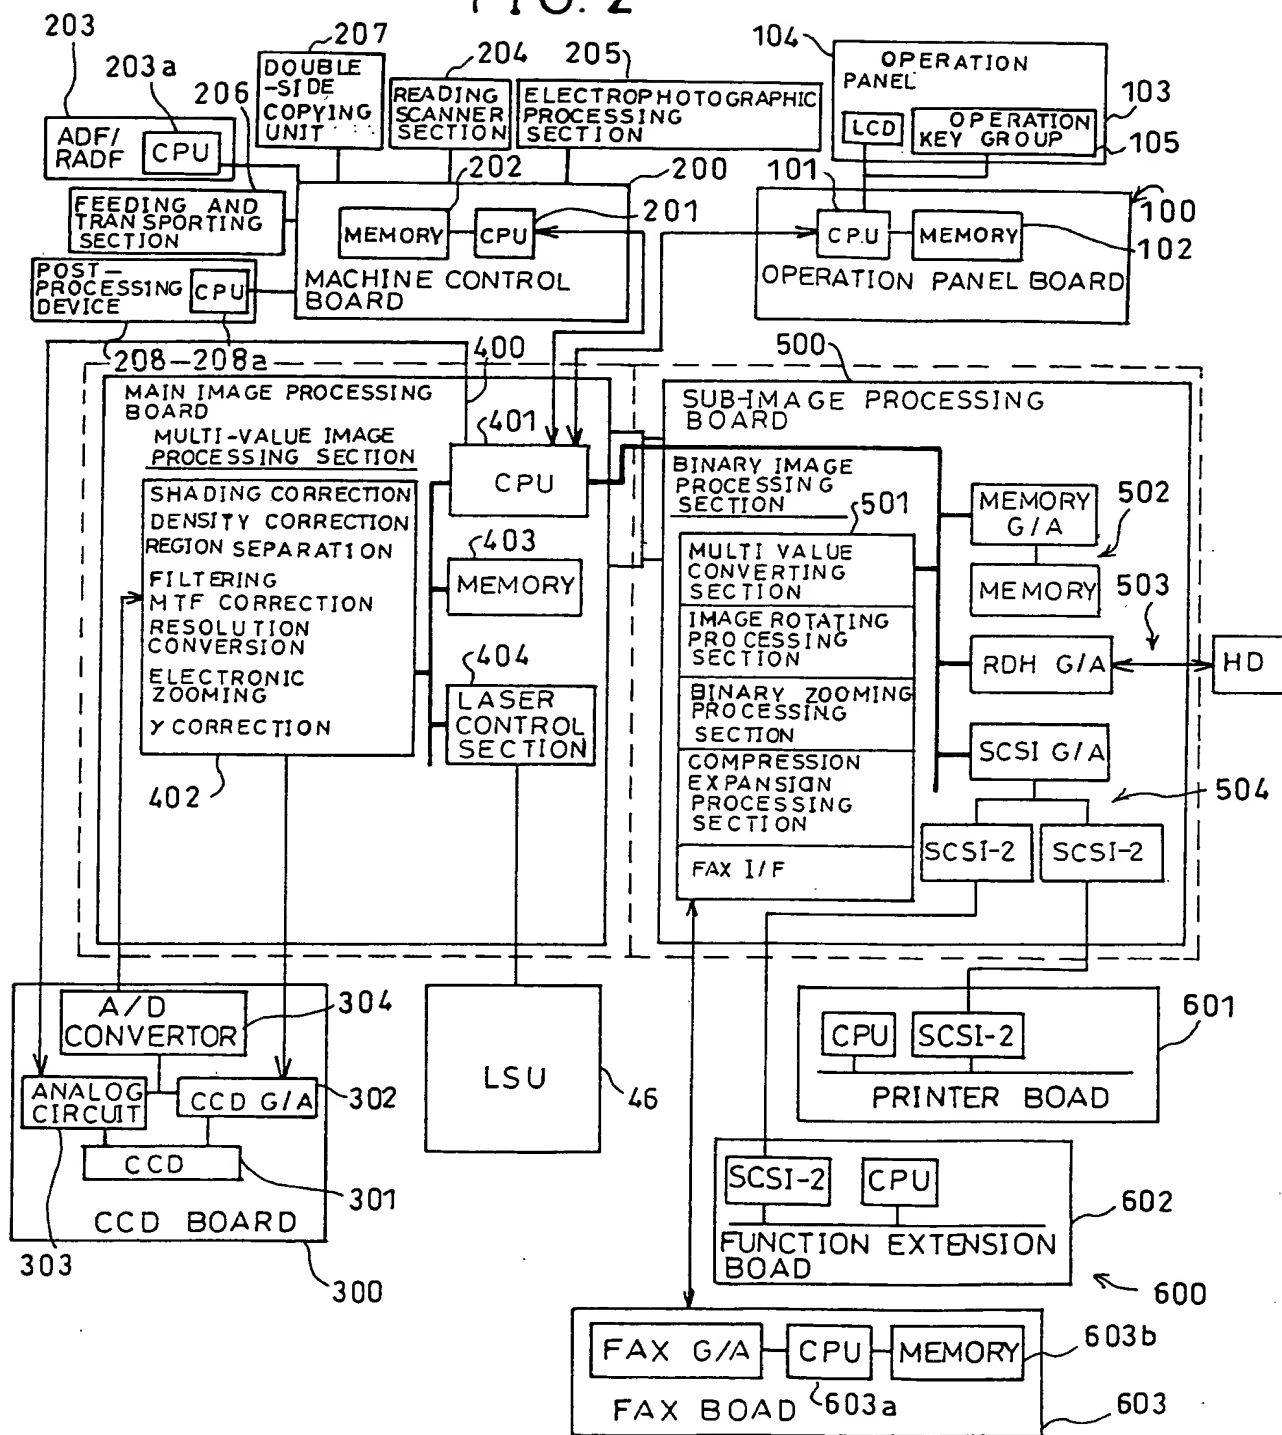 FIG. 2
203
203a
207
204
205
104
206
DOUBLE
-SIDE
COPYING
UNIT
READING
SCANNER
SECTION
ELECTROPHOTOGRAPHIC
PROCESSING
SECTION
OPERATION
PANEL
LCD
OPERATION
KEY GROUP
103
105
ADF/
RADF
CPU
202
200
101
100
FEEDING AND
TRANSPORTING
SECTION
MEMORY
CPU
201
CPU
MEMORY
102
POST-
PROCESSING
DEVICE
CPU
MACHINE CONTROL
BOARD
OPERATION PANEL BOARD
208-208a
400
500
MAIN IMAGE PROCESSING
BOARD
MULTI-VALUE IMAGE
PROCESSING SECTION
401
CPU
SHADING CORRECTION
DENSITY CORRECTION
REGION SEPARATION
FILTERING
MTF CORRECTION
RESOLUTION
CONVERSION
ELECTRONIC
ZOOMING
γ CORRECTION
402
403
MEMORY
404
LASER
CONTROL
SECTION
SUB-IMAGE PROCESSING
BOARD
BINARY IMAGE
PROCESSING
SECTION
501
MULTI VALUE
CONVERTING
SECTION
IMAGE ROTATING
PROCESSING
SECTION
BINARY ZOOMING
PROCESSING
SECTION
COMPRESSION
EXPANSION
PROCESSING
SECTION
FAX I/F
MEMORY
G/A
502
MEMORY
503
RDH G/A
HD
SCSI G/A
504
SCSI-2
SCSI-2
A/D
CONVERTOR
304
ANALOG
CIRCUIT
CCD G/A
302
CCD
301
CCD BOARD
303
300
LSU
46
601
CPU
SCSI-2
PRINTER BOAD
SCSI-2
CPU
602
FUNCTION EXTENSION
BOAD
600
FAX G/A
CPU
MEMORY
603b
FAX BOAD
603a
603